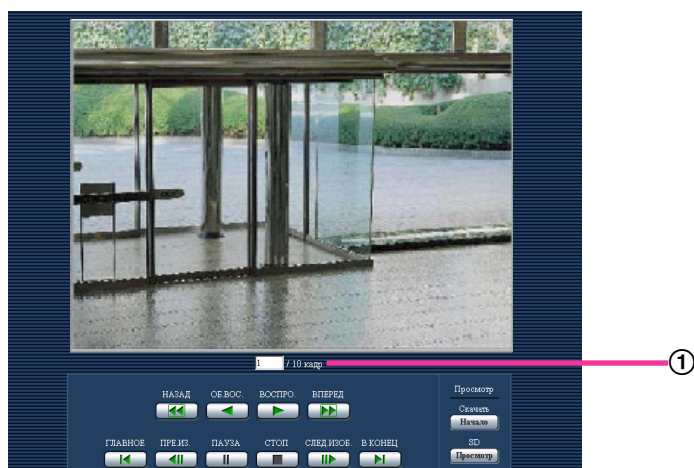 1 / 10 кадр
①
НАЗАД ОБ.ВОС. ВОСПРО. ВПЕРЕД
ГЛАВНОЕ ПРЕ.ИЗ. ПАУЗА СТОП СЛЕД.ИЗОБ. В КОНЕЦ
Просмотр
Скачать
Начало
SD
Просмотр